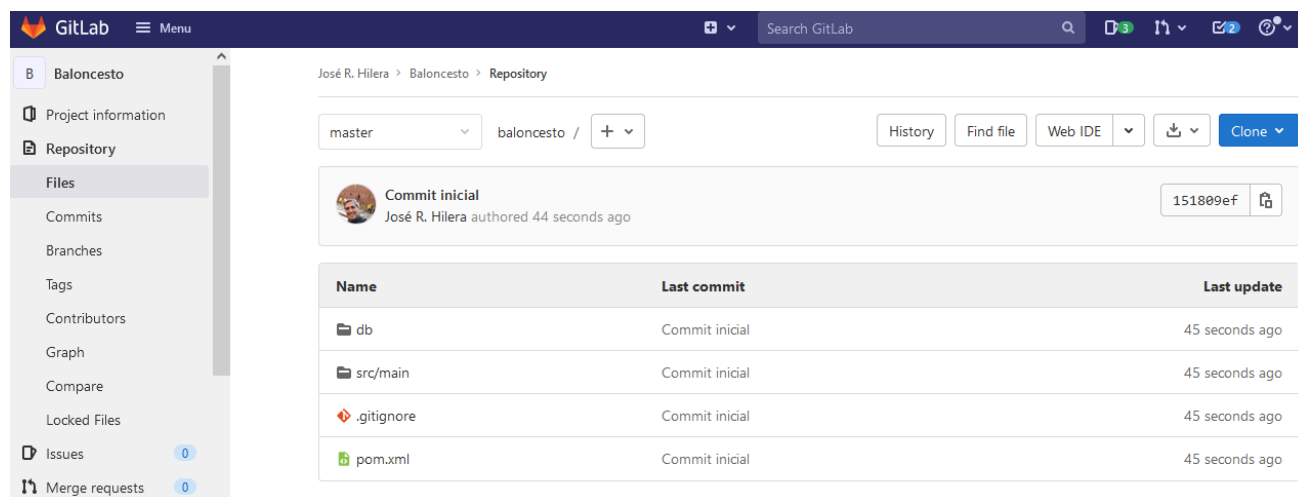 GitLab Menu Search GitLab 3 2
B Baloncesto
Project information
Repository
Files
Commits
Branches
Tags
Contributors
Graph
Compare
Locked Files
Issues 0
Merge requests 0
José R. Hilera > Baloncesto > Repository
master baloncesto / + History Find file Web IDE Clone
Commit inicial
José R. Hilera authored 44 seconds ago
151809ef
Name Last commit Last update
db Commit inicial 45 seconds ago
src/main Commit inicial 45 seconds ago
.gitignore Commit inicial 45 seconds ago
pom.xml Commit inicial 45 seconds ago